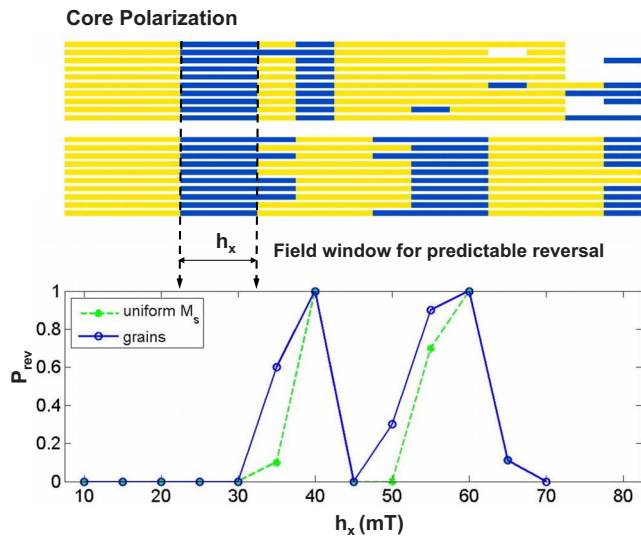 Core Polarization
h_x
Field window for predictable reversal
1
0.8
0.6
0.4
0.2
0
P_rev
uniform M_s
grains
10 20 30 40 50 60 70 80
h_x (mT)